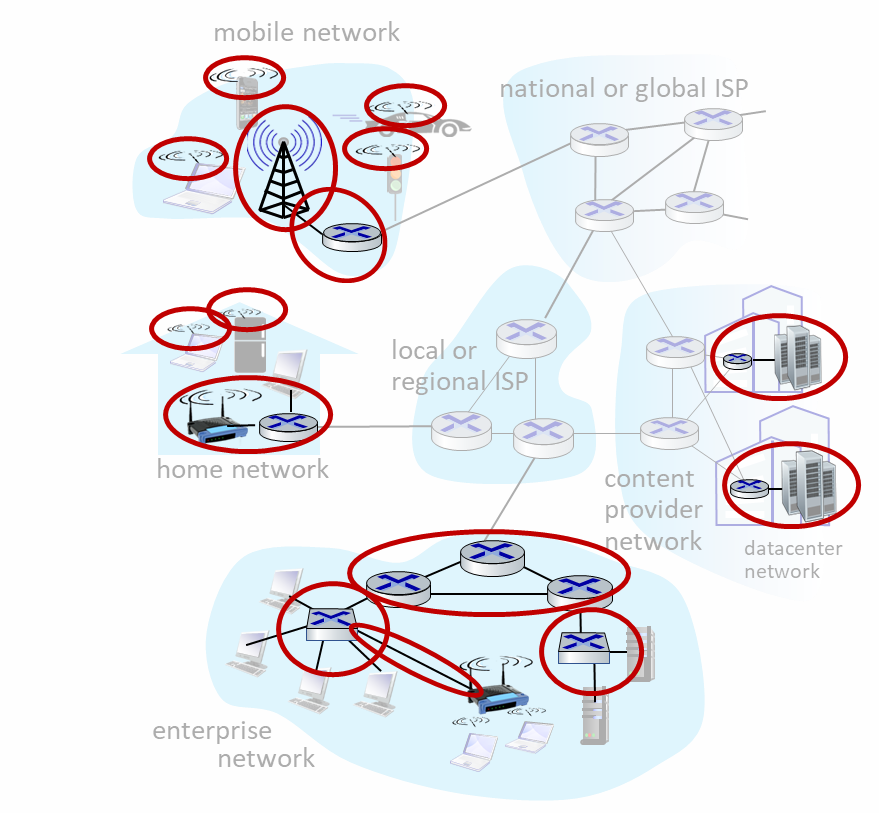 mobile network
national or global ISP
local or
regional ISP
home network
content
provider
network
datacenter
network
enterprise
network